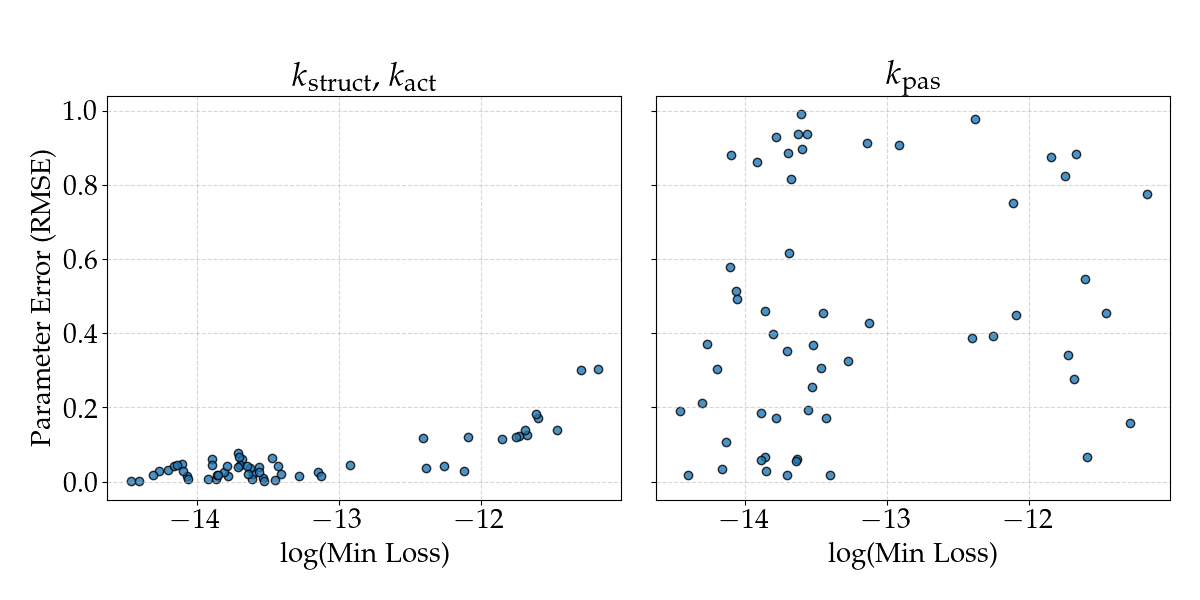 k_struct, k_act
k_pas
Parameter Error (RMSE)
1.0
0.8
0.6
0.4
0.2
0.0
−14 −13 −12
−14 −13 −12
log(Min Loss)
log(Min Loss)